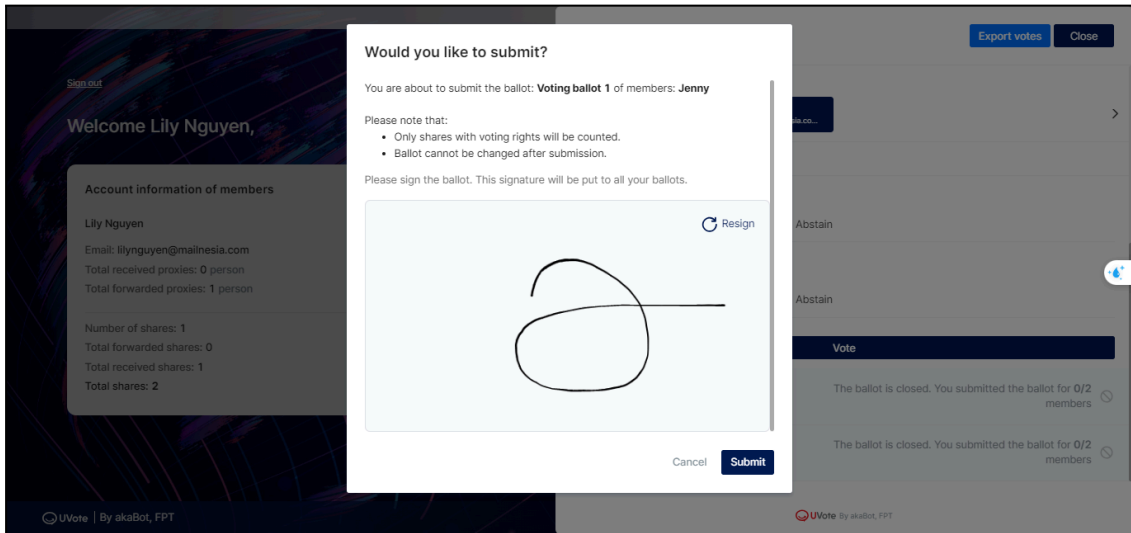 Sign out
Welcome Lily Nguyen,
Account information of members
Lily Nguyen
Email: lilynguyen@mailnesia.com
Total received proxies: 0 person
Total forwarded proxies: 1 person
Number of shares: 1
Total forwarded shares: 0
Total received shares: 1
Total shares: 2
UVote | By akaBot, FPT
Would you like to submit?
You are about to submit the ballot: Voting ballot 1 of members: Jenny
Please note that:
• Only shares with voting rights will be counted.
• Ballot cannot be changed after submission.
Please sign the ballot. This signature will be put to all your ballots.
Resign
Cancel
Submit
Export votes
Close
sia.co...
Abstain
Abstain
Vote
The ballot is closed. You submitted the ballot for 0/2
members
The ballot is closed. You submitted the ballot for 0/2
members
UVote By akaBot, FPT